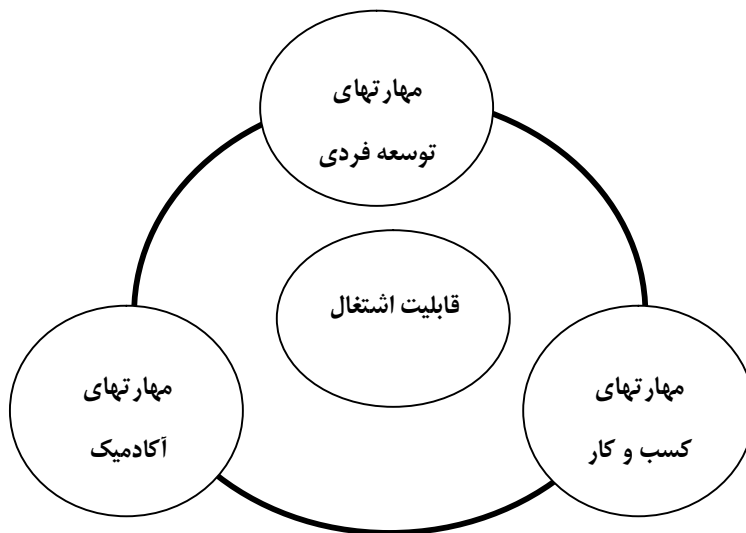 مهارتهای
توسعه فردی
قابلیت اشتغال
مهارتهای
کسب و کار
مهارتهای
آکادمیک